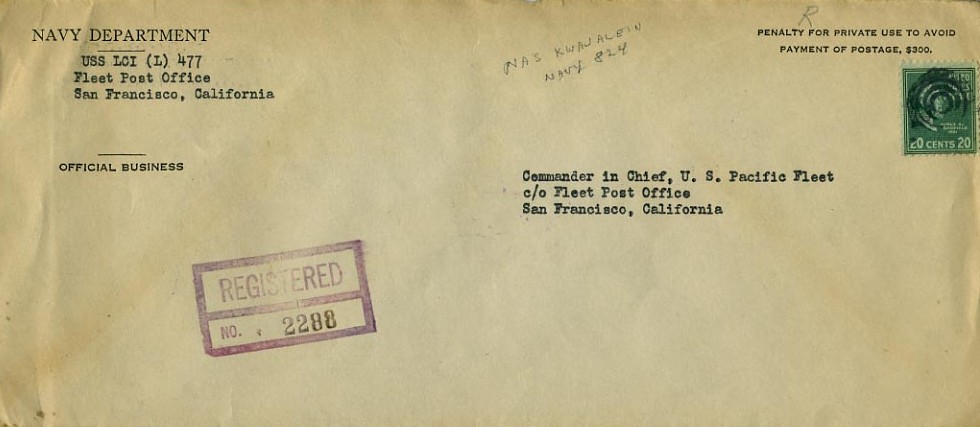 NAVY DEPARTMENT
USS LCI (L) 477
Fleet Post Office
San Francisco, California
OFFICIAL BUSINESS
NAS KWAJALEIN
NAVY 824
R
PENALTY FOR PRIVATE USE TO AVOID
PAYMENT OF POSTAGE, $300.
20 CENTS 20
Commander in Chief, U. S. Pacific Fleet
c/o Fleet Post Office
San Francisco, California
REGISTERED
NO. 2288